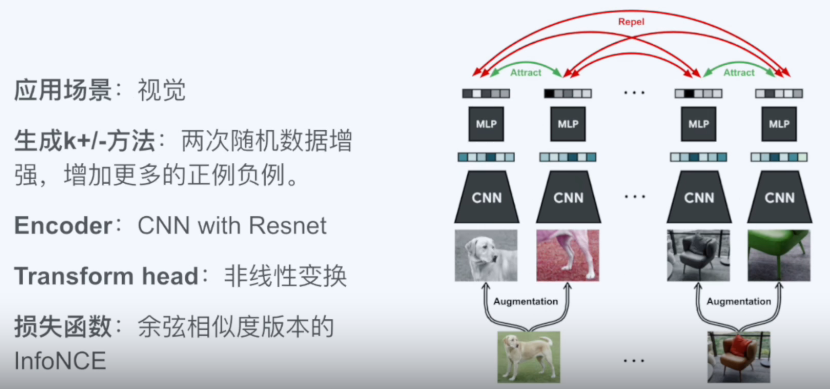 应用场景：视觉
生成k+/-方法：两次随机数据增
强，增加更多的正例负例。
Encoder：CNN with Resnet
Transform head：非线性变换
损失函数：余弦相似度版本的
InfoNCE
Repel
Attract
Attract
...
MLP
MLP
MLP
MLP
CNN
CNN
...
CNN
CNN
Augmentation
Augmentation
...